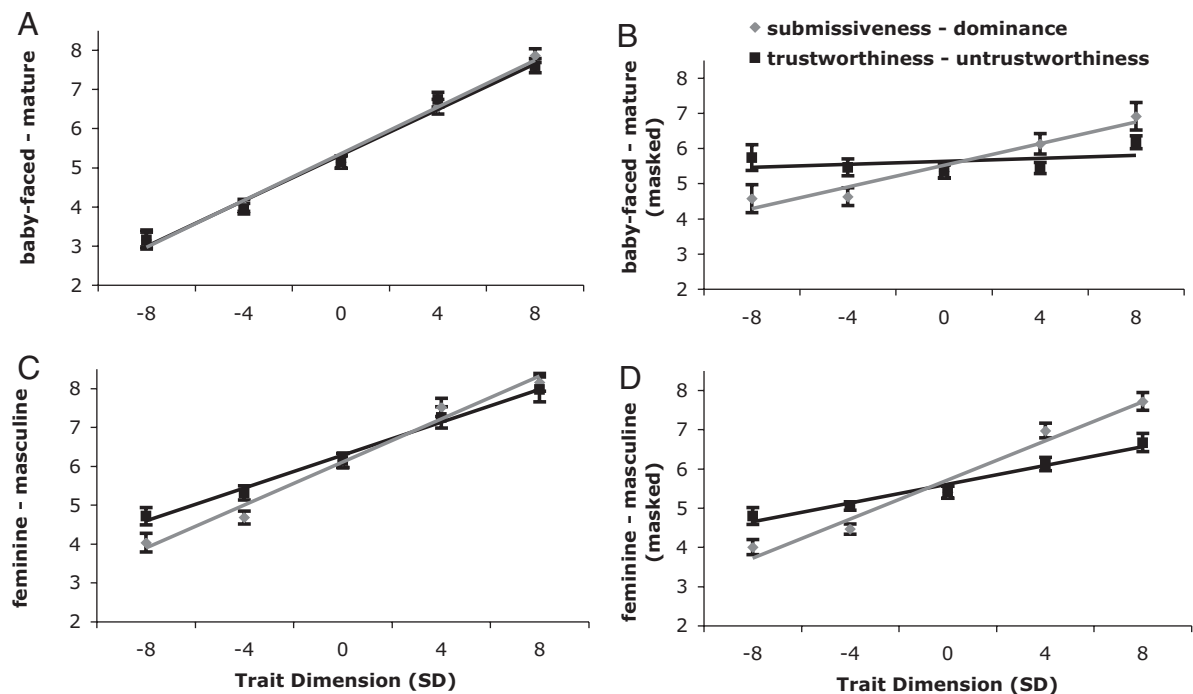 A
baby-faced - mature
8
7
6
5
4
3
2
-8 -4 0 4 8
B
submissiveness - dominance
trustworthiness - untrustworthiness
baby-faced - mature
(masked)
8
7
6
5
4
3
2
-8 -4 0 4 8
C
feminine - masculine
8
7
6
5
4
3
2
-8 -4 0 4 8
Trait Dimension (SD)
D
feminine - masculine
(masked)
8
7
6
5
4
3
2
-8 -4 0 4 8
Trait Dimension (SD)